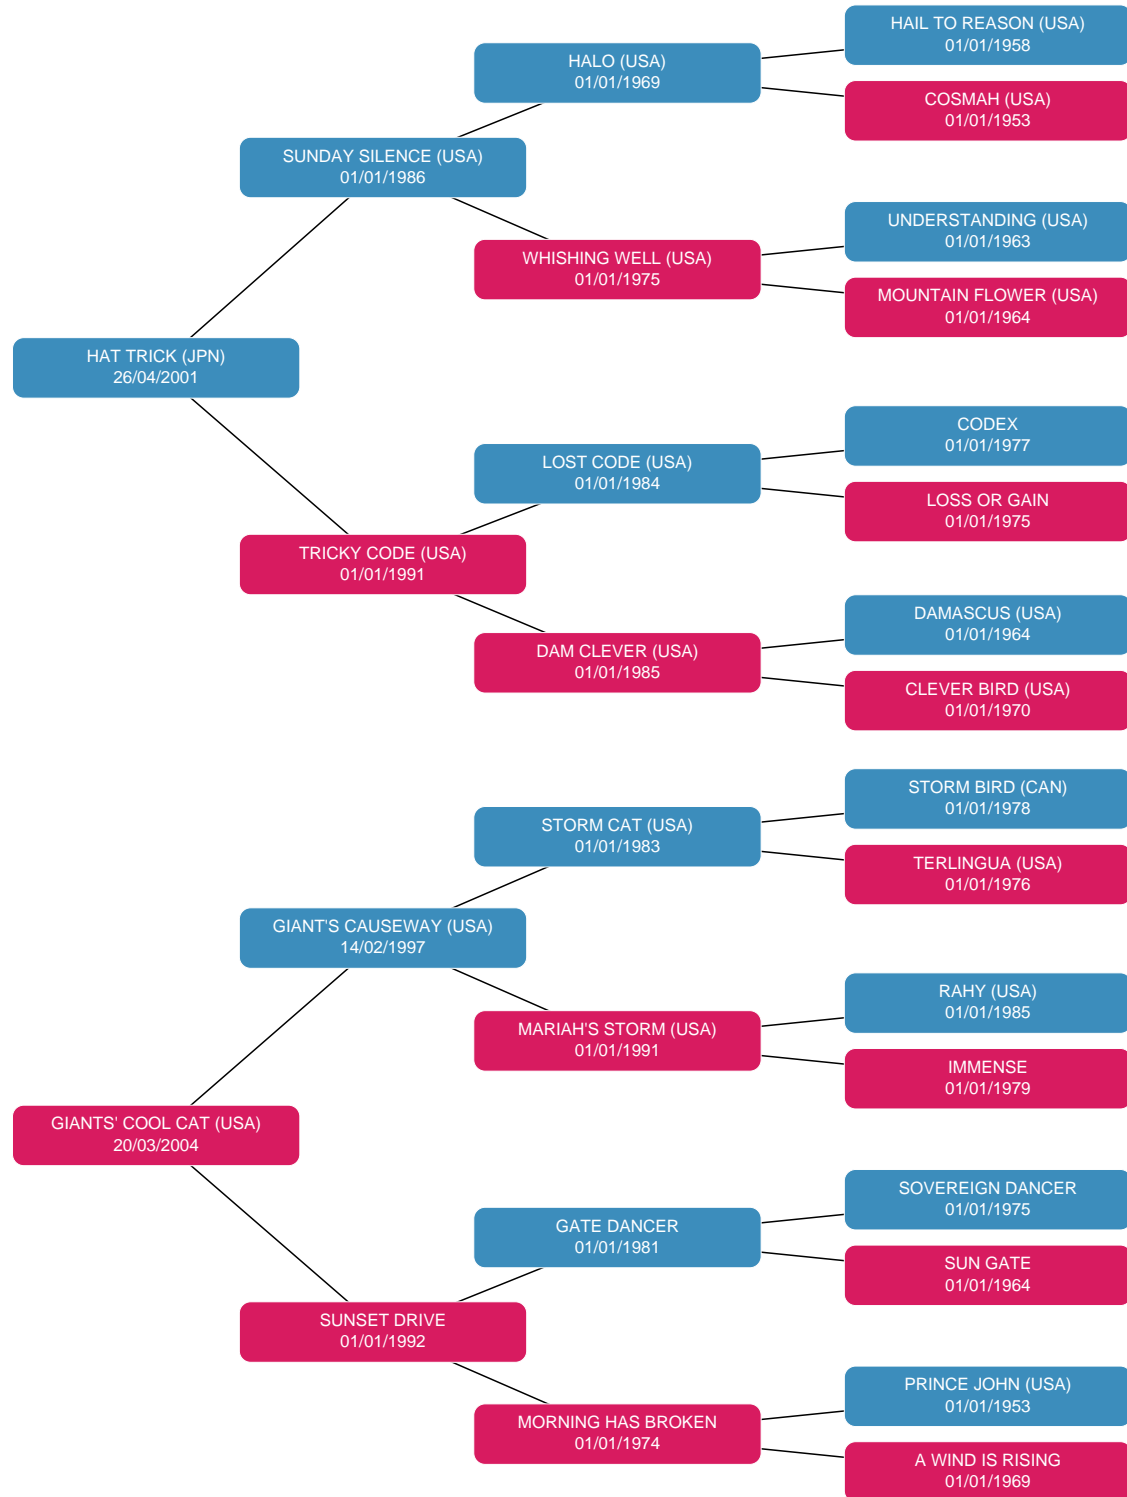 HAIL TO REASON (USA)
01/01/1958
HALO (USA)
01/01/1969
COSMAH (USA)
01/01/1953
SUNDAY SILENCE (USA)
01/01/1986
UNDERSTANDING (USA)
01/01/1963
WHISHING WELL (USA)
01/01/1975
MOUNTAIN FLOWER (USA)
01/01/1964
HAT TRICK (JPN)
26/04/2001
CODEX
01/01/1977
LOST CODE (USA)
01/01/1984
LOSS OR GAIN
01/01/1975
TRICKY CODE (USA)
01/01/1991
DAMASCUS (USA)
01/01/1964
DAM CLEVER (USA)
01/01/1985
CLEVER BIRD (USA)
01/01/1970
STORM BIRD (CAN)
01/01/1978
STORM CAT (USA)
01/01/1983
TERLINGUA (USA)
01/01/1976
GIANT'S CAUSEWAY (USA)
14/02/1997
RAHY (USA)
01/01/1985
MARIAH'S STORM (USA)
01/01/1991
IMMENSE
01/01/1979
GIANTS' COOL CAT (USA)
20/03/2004
SOVEREIGN DANCER
01/01/1975
GATE DANCER
01/01/1981
SUN GATE
01/01/1964
SUNSET DRIVE
01/01/1992
PRINCE JOHN (USA)
01/01/1953
MORNING HAS BROKEN
01/01/1974
A WIND IS RISING
01/01/1969